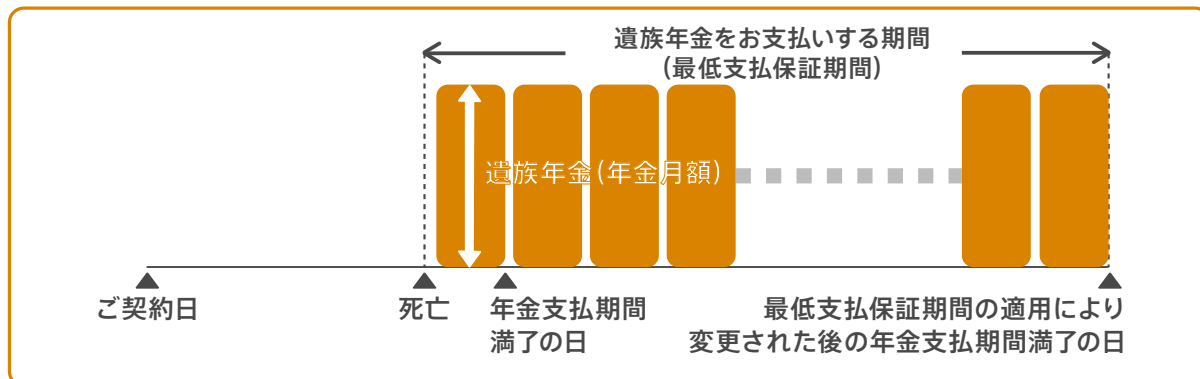 遺族年金をお支払いする期間
(最低支払保証期間)
遺族年金(年金月額)
ご契約日
死亡
年金支払期間
満了の日
最低支払保証期間の適用により
変更された後の年金支払期間満了の日